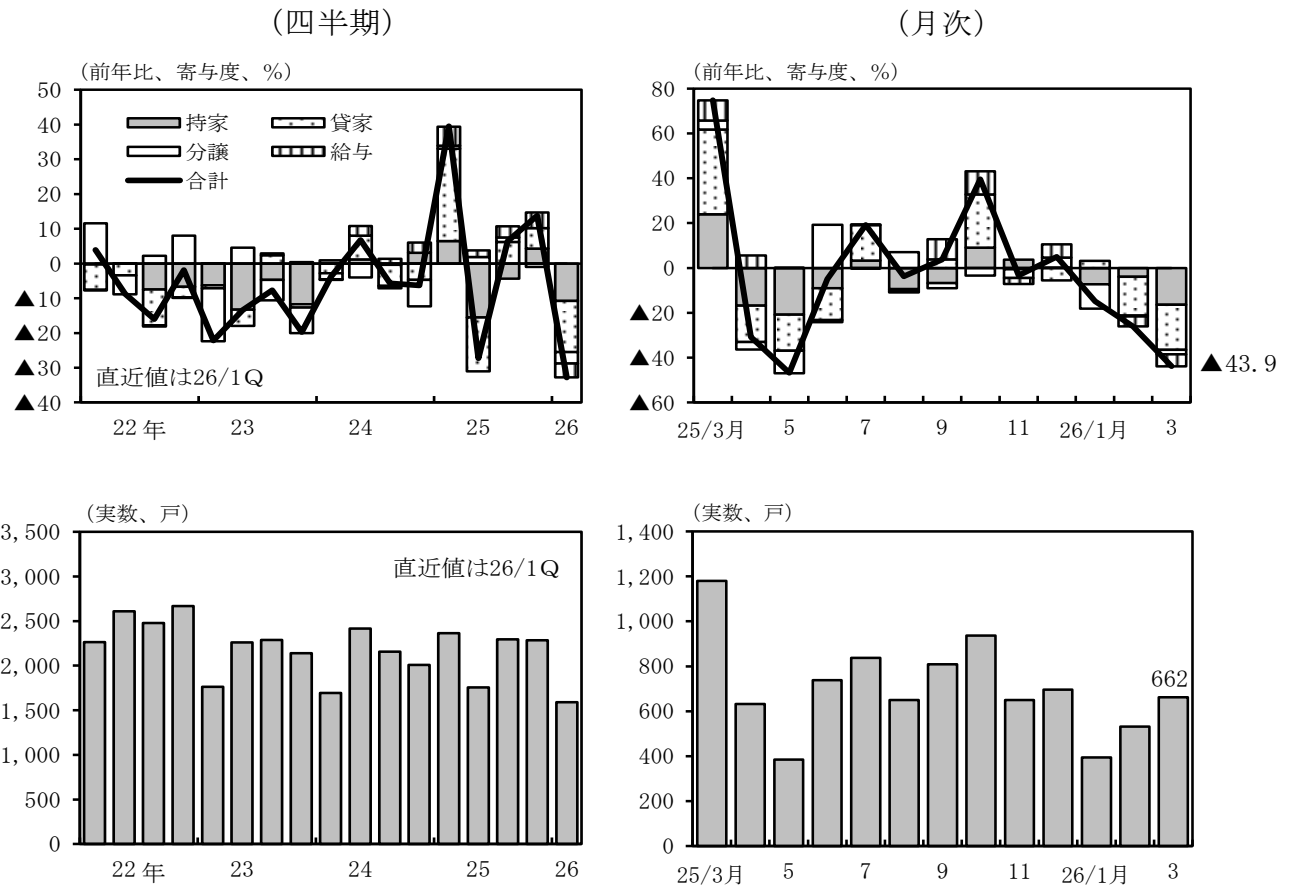 （四半期）
（前年比、寄与度、％）
50
40
30
20
10
0
▲10
▲20
▲30
▲40
持家
貸家
分譲
給与
合計
直近値は26/1Q
22年
23
24
25
26
（月次）
（前年比、寄与度、％）
80
60
40
20
0
▲20
▲40
▲60
▲43.9
25/3月
5
7
9
11
26/1月
3
（実数、戸）
3,500
3,000
2,500
2,000
1,500
1,000
500
0
直近値は26/1Q
22年
23
24
25
26
（実数、戸）
1,400
1,200
1,000
800
600
400
200
0
662
25/3月
5
7
9
11
26/1月
3